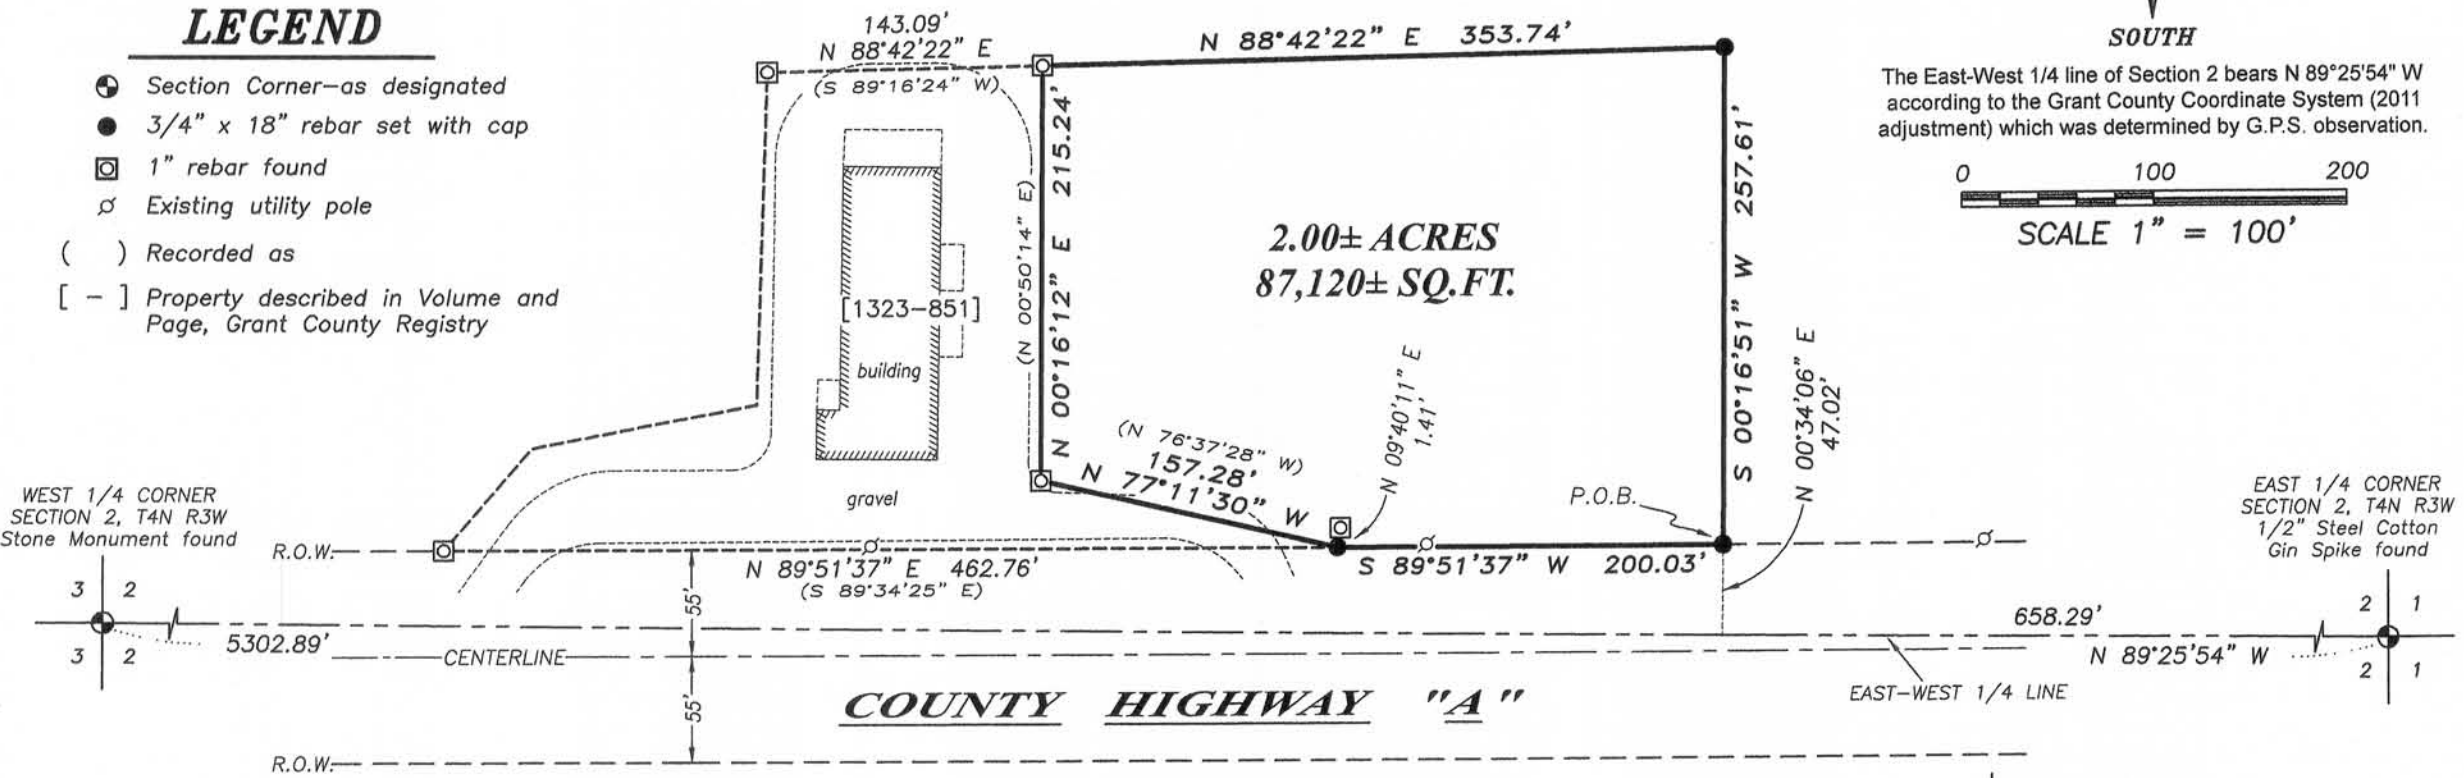 LEGEND
Section Corner-as designated
3/4" x 18" rebar set with cap
1" rebar found
Existing utility pole
( ) Recorded as
[ - ] Property described in Volume and
Page, Grant County Registry
143.09'
N 88°42'22" E
(S 89°16'24" W)
N 88°42'22" E 353.74'
SOUTH
The East-West 1/4 line of Section 2 bears N 89°25'54" W
according to the Grant County Coordinate System (2011
adjustment) which was determined by G.P.S. observation.
0 100 200
SCALE 1" = 100'
N 00°16'12" E 215.24'
(N 00°50'14" E)
2.00± ACRES
87,120± SQ.FT.
S 00°16'51" W 257.61'
[1323-851]
building
gravel
(N 76°37'28" W)
157.28'
N 77°11'30" W
N 09°40'11" E
1.41'
P.O.B.
N 00°34'06" E
47.02'
WEST 1/4 CORNER
SECTION 2, T4N R3W
Stone Monument found
EAST 1/4 CORNER
SECTION 2, T4N R3W
1/2" Steel Cotton
Gin Spike found
R.O.W.
N 89°51'37" E 462.76'
(S 89°34'25" E)
S 89°51'37" W 200.03'
3 2
3 2
2 1
2 1
55'
55'
5302.89'
658.29'
N 89°25'54" W
CENTERLINE
EAST-WEST 1/4 LINE
COUNTY HIGHWAY "A"
R.O.W.